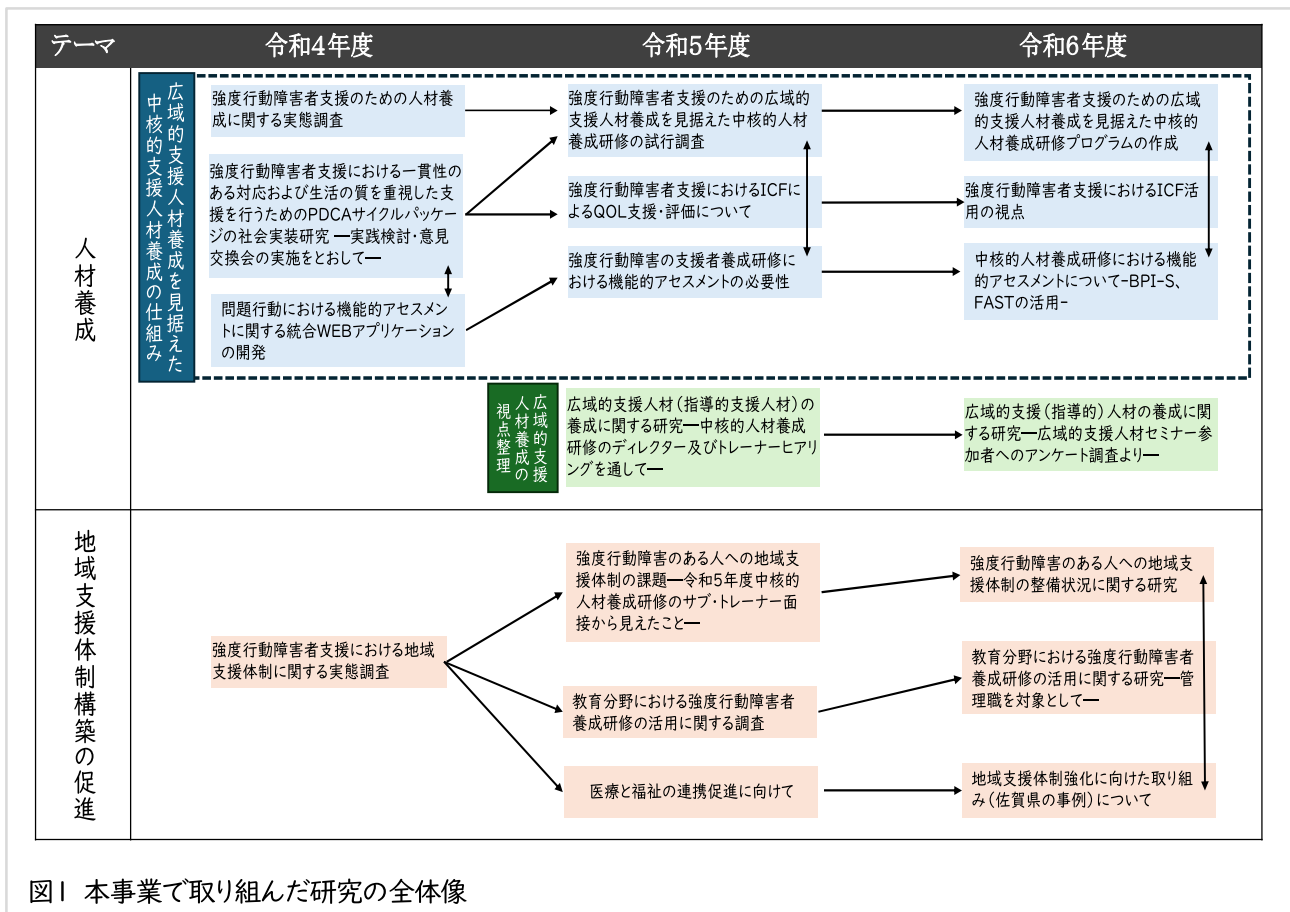 テーマ
令和4年度
令和5年度
令和6年度
人材養成
広域的支援人材養成を見据えた
中核的支援人材養成の仕組み
強度行動障害者支援のための人材養
成に関する実態調査
強度行動障害者支援における一貫性の
ある対応および生活の質を重視した支
援を行うためのPDCAサイクルパッケー
ジの社会実装研究 ―実践検討・意見
交換会の実施をとおして―
問題行動における機能的アセスメン
トに関する統合WEBアプリケーション
の開発
強度行動障害者支援のための広域的
支援人材養成を見据えた中核的人材
養成研修の試行調査
強度行動障害者支援におけるICFに
よるQOL支援・評価について
強度行動障害の支援者養成研修に
おける機能的アセスメントの必要性
強度行動障害者支援のための広域
的支援人材養成を見据えた中核的
人材養成研修プログラムの作成
強度行動障害者支援におけるICF活
用の視点
中核的人材養成研修における機能
的アセスメントについて-BPI-S、
FASTの活用-
広域的支援
人材養成の
視点整理
広域的支援人材(指導的支援人材)の
養成に関する研究―中核的人材養成
研修のディレクター及びトレーナーヒアリ
ングを通して―
広域的支援(指導的)人材の養成に関
する研究―広域的支援人材セミナー参
加者へのアンケート調査より―
地域支援体制構築の促進
強度行動障害者支援における地域
支援体制に関する実態調査
強度行動障害のある人への地域支
援体制の課題―令和5年度中核的
人材養成研修のサブ・トレーナー面
接から見えたこと―
教育分野における強度行動障害者
養成研修の活用に関する調査
医療と福祉の連携促進に向けて
強度行動障害のある人への地域支
援体制の整備状況に関する研究
教育分野における強度行動障害者
養成研修の活用に関する研究―管
理職を対象として―
地域支援体制強化に向けた取り組
み(佐賀県の事例)について
図1 本事業で取り組んだ研究の全体像